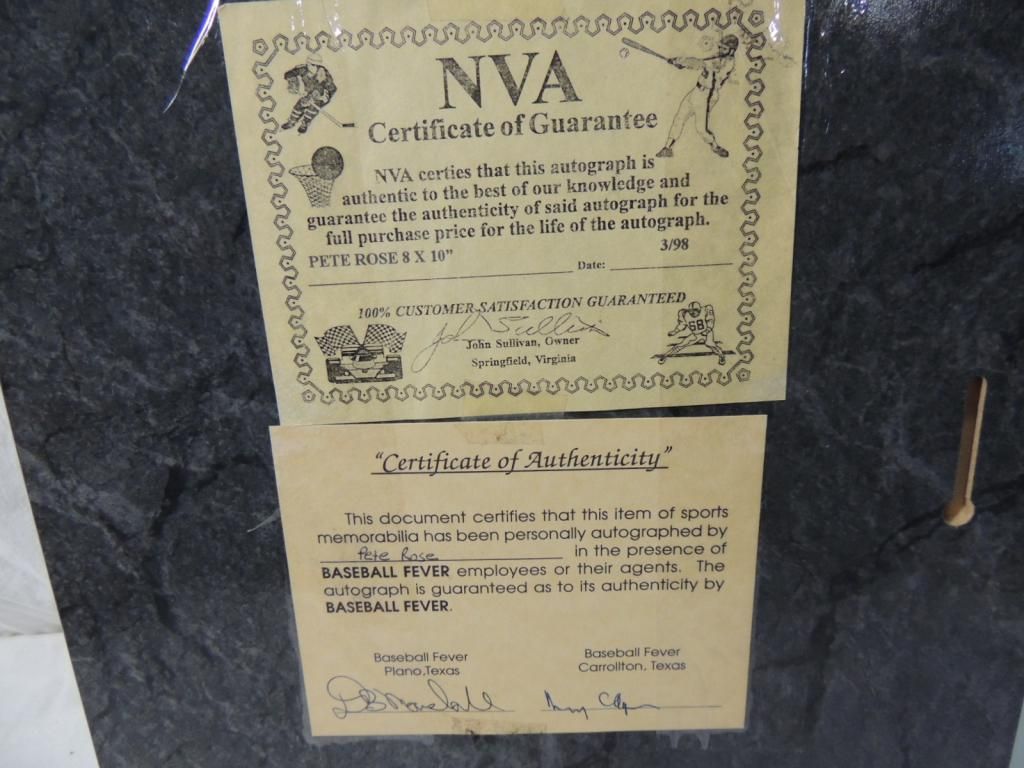 NVA
Certificate of Guarantee
NVA certies that this autograph is
authentic to the best of our knowledge and
guarantee the authenticity of said autograph for the
full purchase price for the life of the autograph.
PETE ROSE 8 X 10" Date: 3/98
100% CUSTOMER SATISFACTION GUARANTEED
John Sullivan, Owner
Springfield, Virginia
68
"Certificate of Authenticity"
This document certifies that this item of sports
memorabilia has been personally autographed by
Pete Rose in the presence of
BASEBALL FEVER employees or their agents. The
autograph is guaranteed as to its authenticity by
BASEBALL FEVER.
Baseball Fever
Plano,Texas
Baseball Fever
Carrollton, Texas